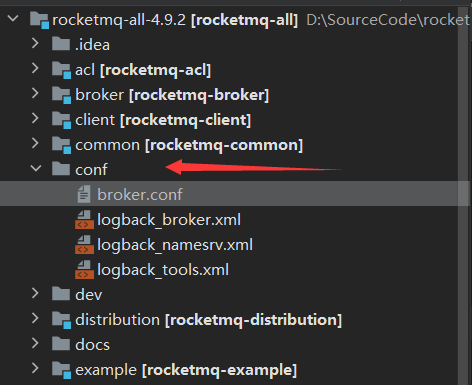 rocketmq-all-4.9.2 [rocketmq-all] D:\SourceCode\rocket
.idea
acl [rocketmq-acl]
broker [rocketmq-broker]
client [rocketmq-client]
common [rocketmq-common]
conf
broker.conf
logback_broker.xml
logback_namesrv.xml
logback_tools.xml
dev
distribution [rocketmq-distribution]
docs
example [rocketmq-example]